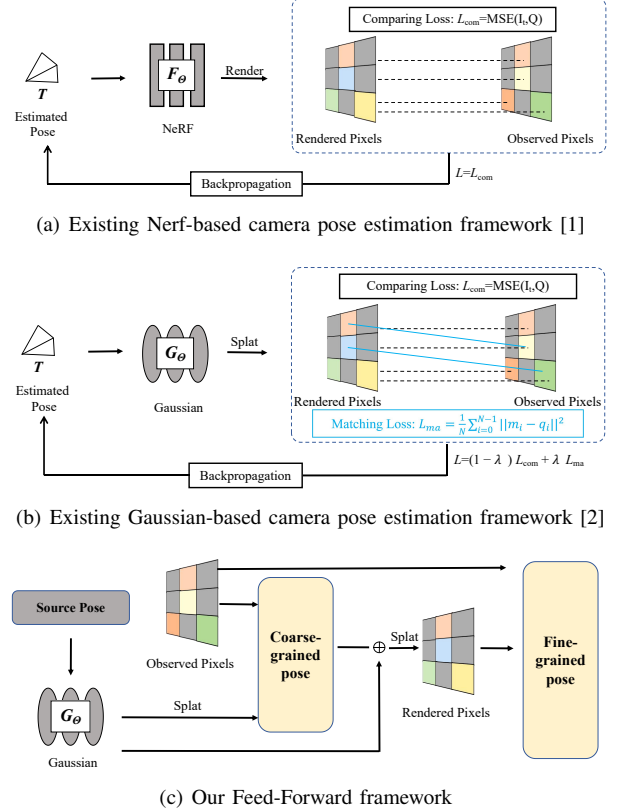 Comparing Loss: L_com=MSE(I_t,Q)
F_Θ
Render
T
Estimated
Pose
NeRF
Rendered Pixels
Observed Pixels
Backpropagation
L=L_com
(a) Existing Nerf-based camera pose estimation framework [1]
Comparing Loss: L_com=MSE(I_t,Q)
G_Θ
Splat
T
Estimated
Pose
Gaussian
Rendered Pixels
Observed Pixels
Matching Loss: L_ma = 1/N ∑_{i=0}^{N-1} ||m_i − q_i||^2
Backpropagation
L=(1− λ ) L_com + λ L_ma
(b) Existing Gaussian-based camera pose estimation framework [2]
Source Pose
Observed Pixels
Coarse-
grained
pose
⊕
Splat
Rendered Pixels
Fine-
grained
pose
G_Θ
Splat
Gaussian
(c) Our Feed-Forward framework